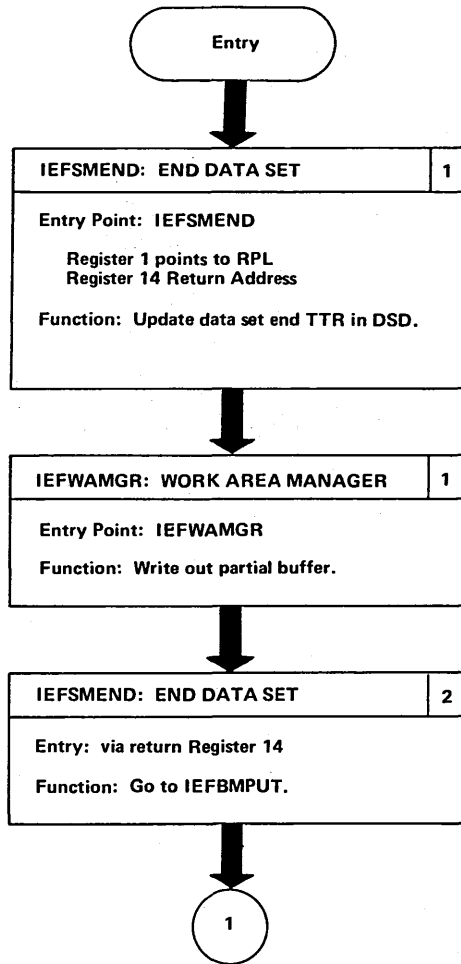 Entry
IEFSMEND: END DATA SET 1
Entry Point: IEFSMEND
Register 1 points to RPL
Register 14 Return Address
Function: Update data set end TTR in DSD.
IEFWAMGR: WORK AREA MANAGER 1
Entry Point: IEFWAMGR
Function: Write out partial buffer.
IEFSMEND: END DATA SET 2
Entry: via return Register 14
Function: Go to IEFBMPUT.
1